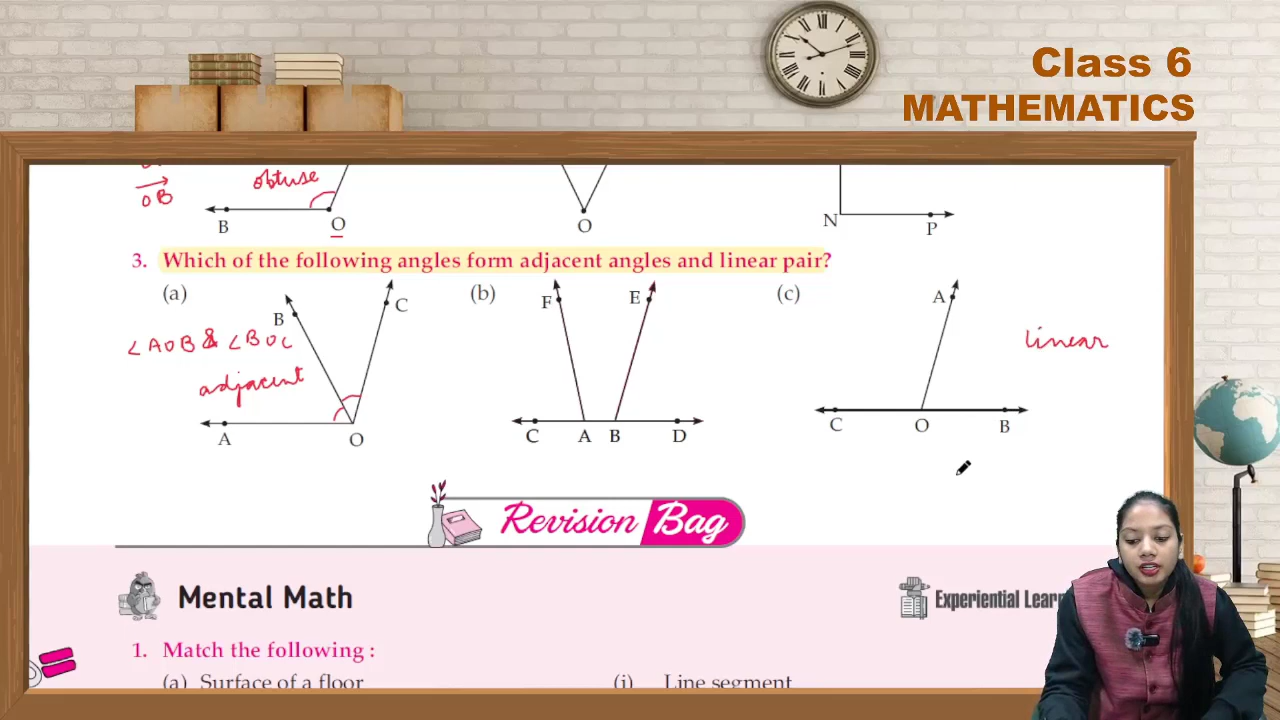 Class 6
MATHEMATICS
OB
obtuse
B
O
O
N
P
3. Which of the following angles form adjacent angles and linear pair?
(a)
B
C
A
O
∠AOB & ∠BOC
adjacent
(b)
F
E
C
A
B
D
(c)
A
C
O
B
linear
Revision Bag
Mental Math
Experiential Learn
1. Match the following :
(a) Surface of a floor
(i) Line segment